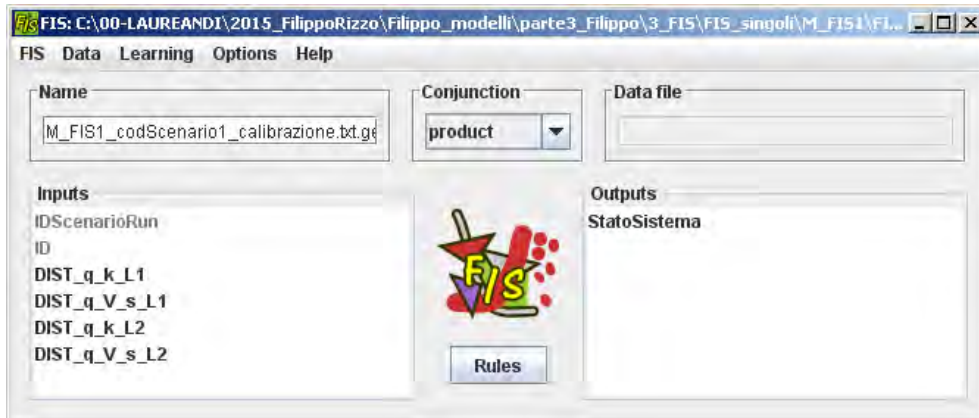 FIS FIS: C:\00-LAUREANDI\2015_FilippoRizzo\Filippo_modelli\parte3_Filippo\3_FIS\FIS_singoli\M_FIS1\Fi...
FIS Data Learning Options Help
Name Conjunction Data file
M_FIS1_codScenario1_calibrazione.txt.ge product
Inputs Outputs
IDScenarioRun StatoSistema
ID
DIST_q_k_L1
DIST_q_V_s_L1
DIST_q_k_L2
DIST_q_V_s_L2
FIS
Rules